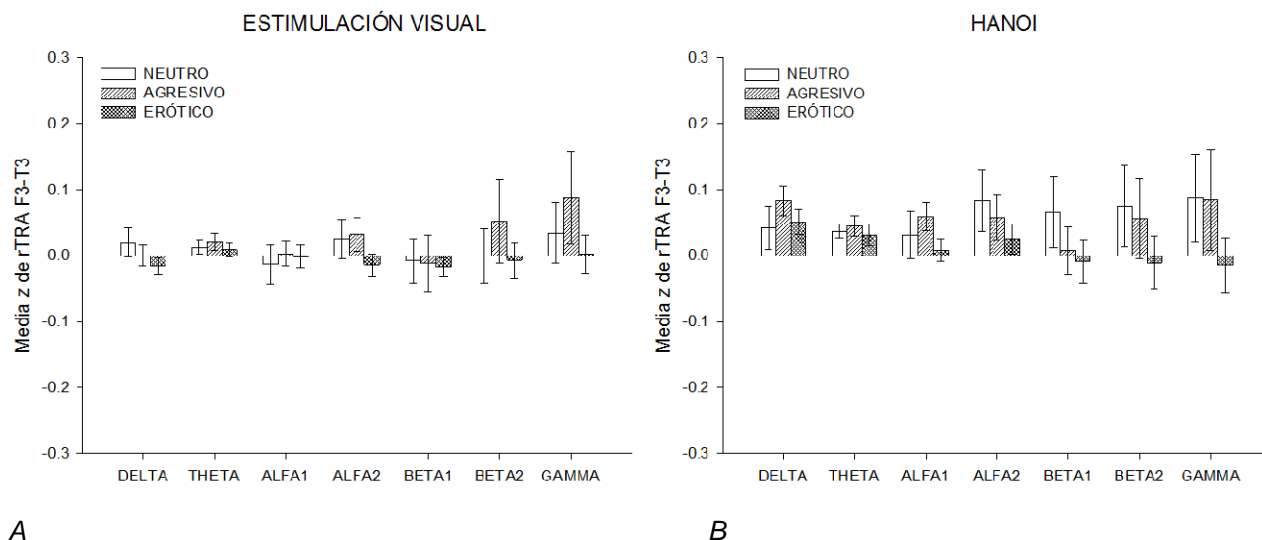 ESTIMULACIÓN VISUAL
0.3
0.2
0.1
0.0
-0.1
-0.2
-0.3
Media z de rTRA F3-T3
NEUTRO
AGRESIVO
ERÓTICO
DELTA THETA ALFA1 ALFA2 BETA1 BETA2 GAMMA
A
HANOI
0.3
0.2
0.1
0.0
-0.1
-0.2
-0.3
Media z de rTRA F3-T3
NEUTRO
AGRESIVO
ERÓTICO
DELTA THETA ALFA1 ALFA2 BETA1 BETA2 GAMMA
B